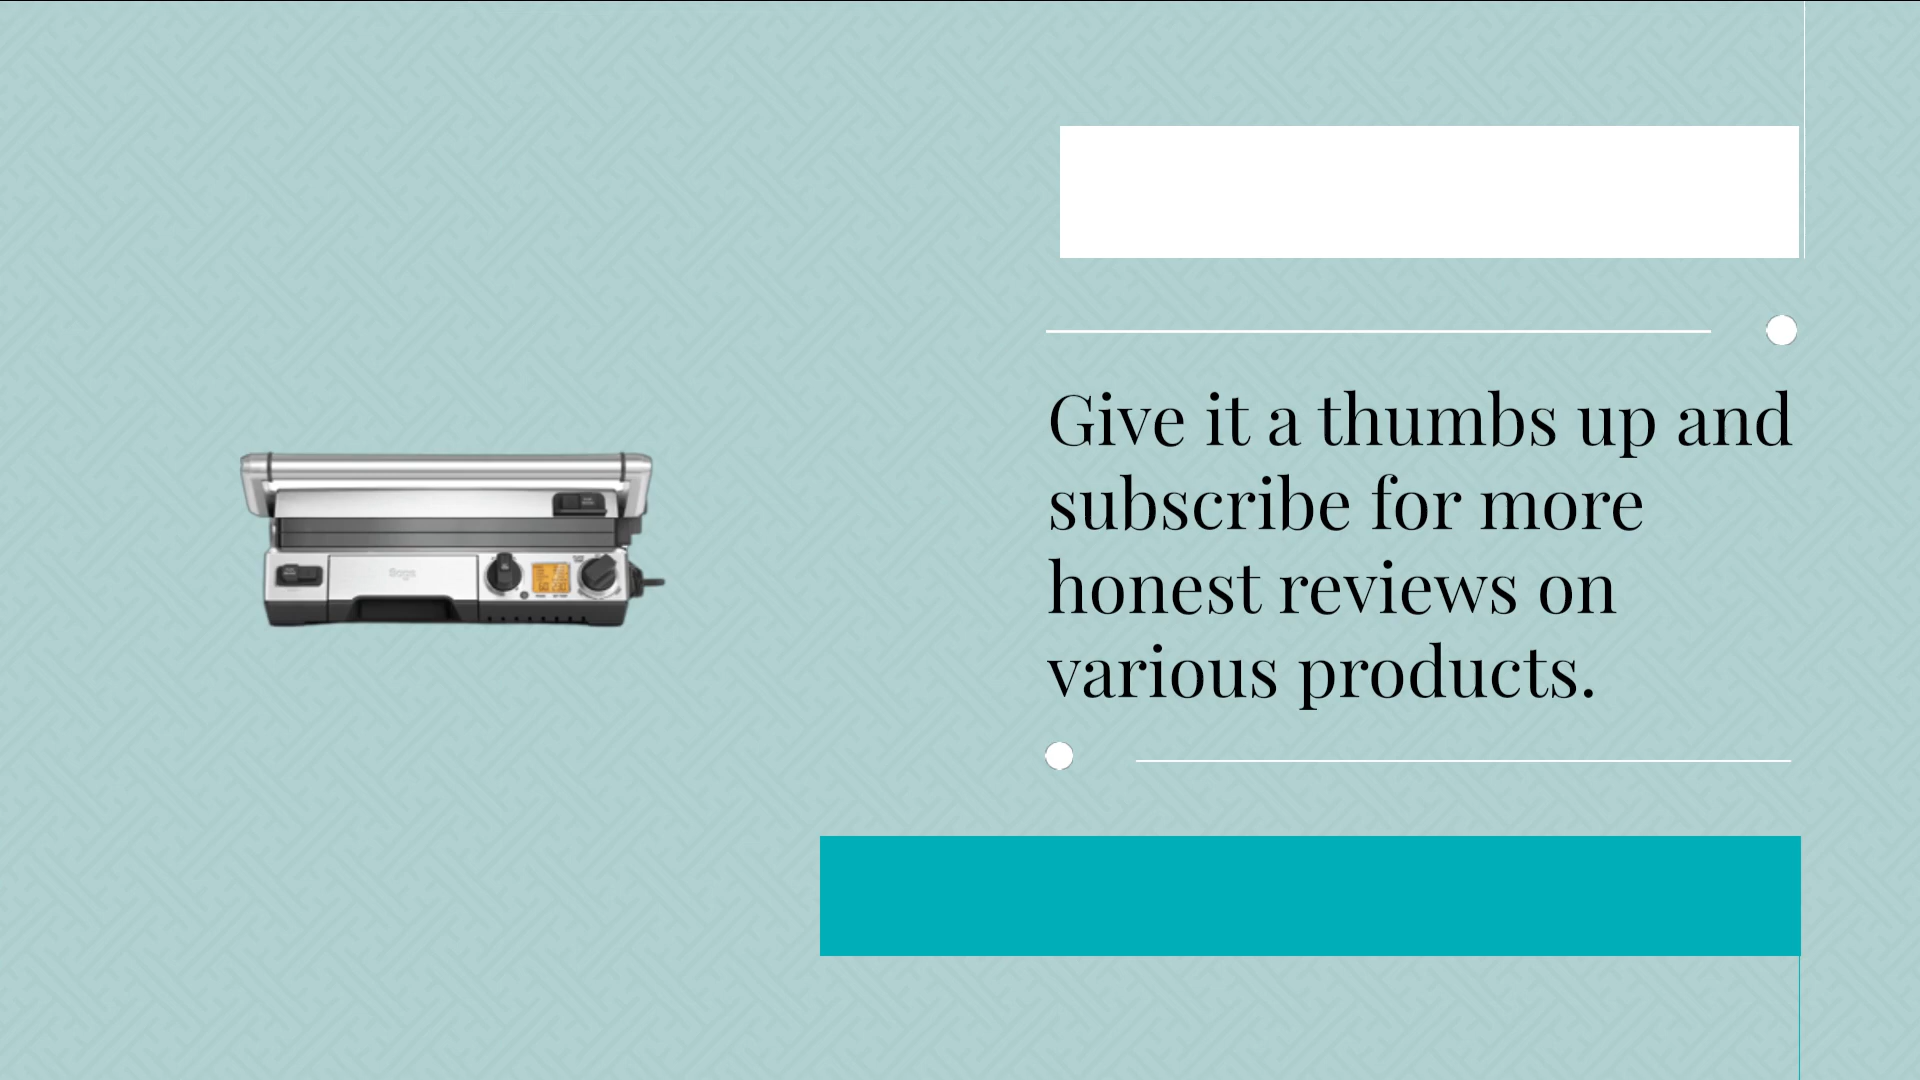 Give it a thumbs up and
subscribe for more
honest reviews on
various products.